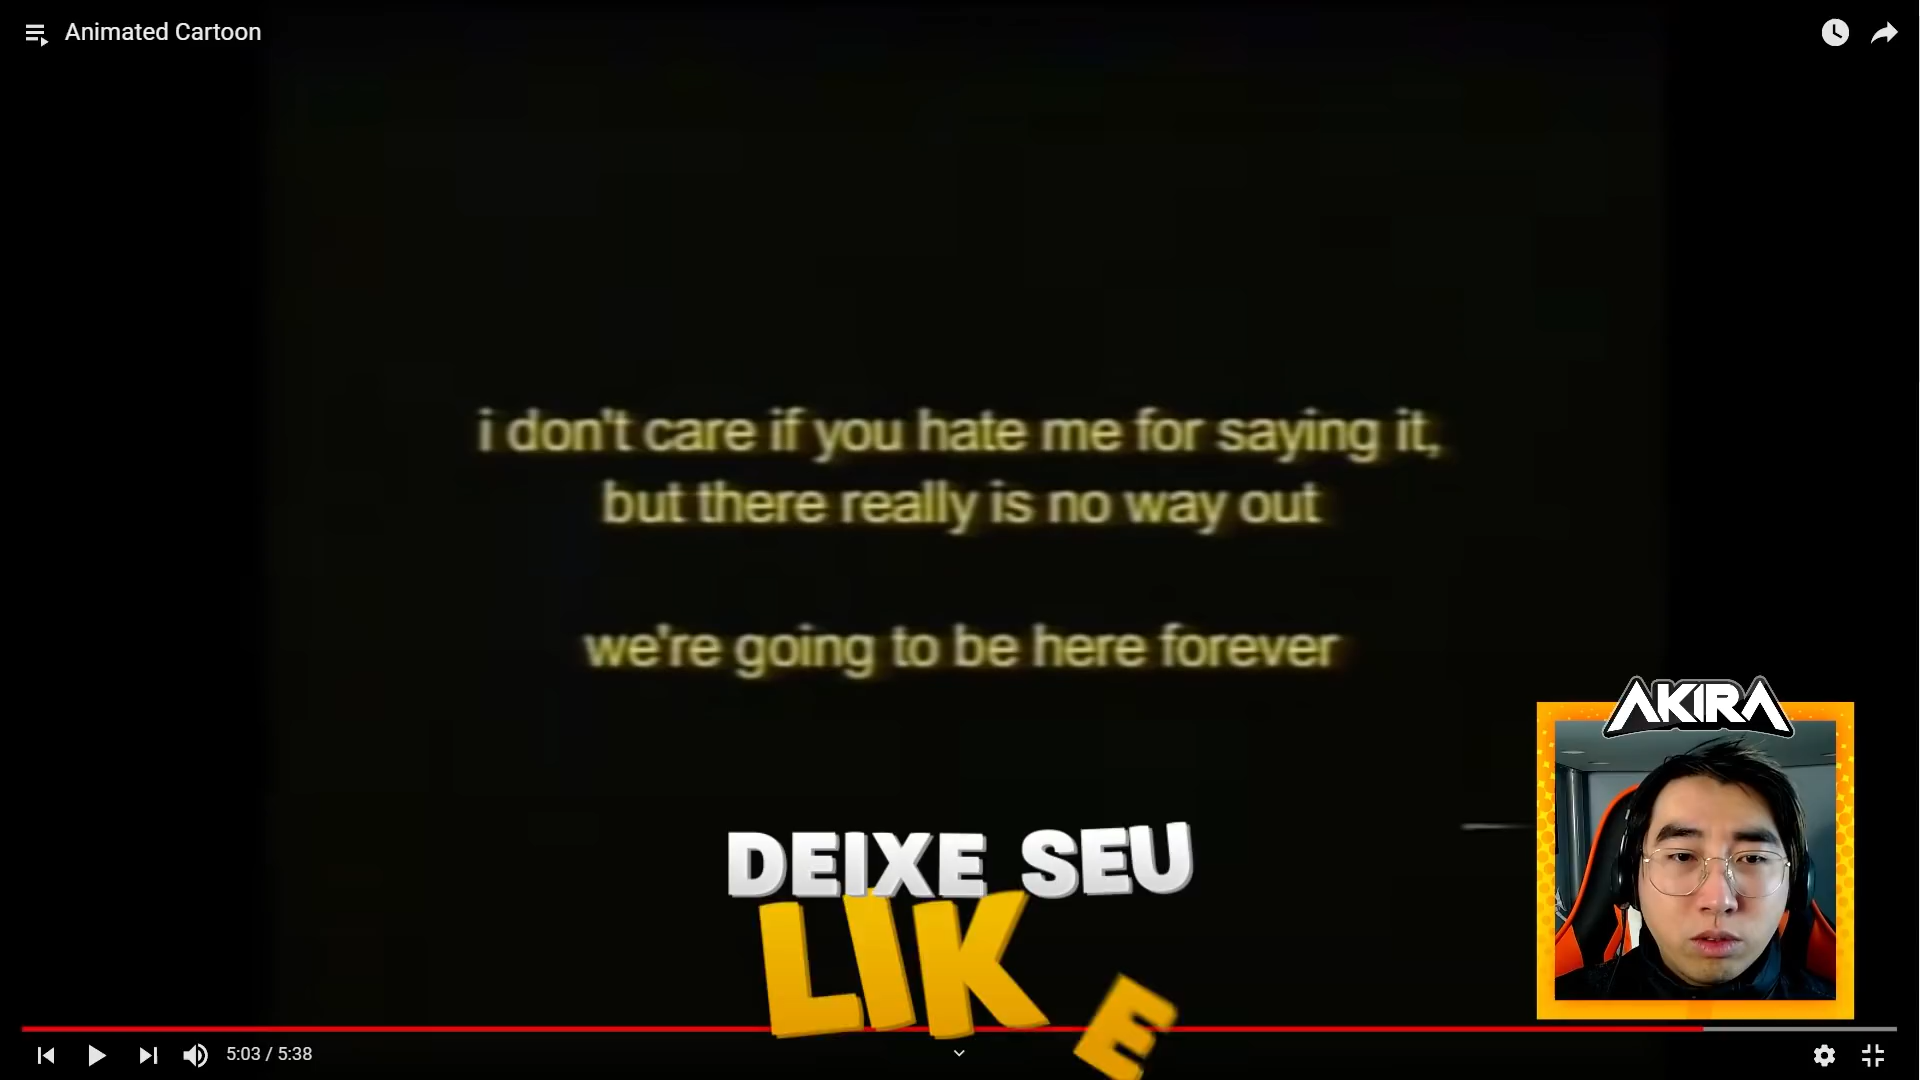 Animated Cartoon
i don't care if you hate me for saying it,
but there really is no way out
we're going to be here forever
AKIRA
DEIXE SEU
LIKE
5:03 / 5:38